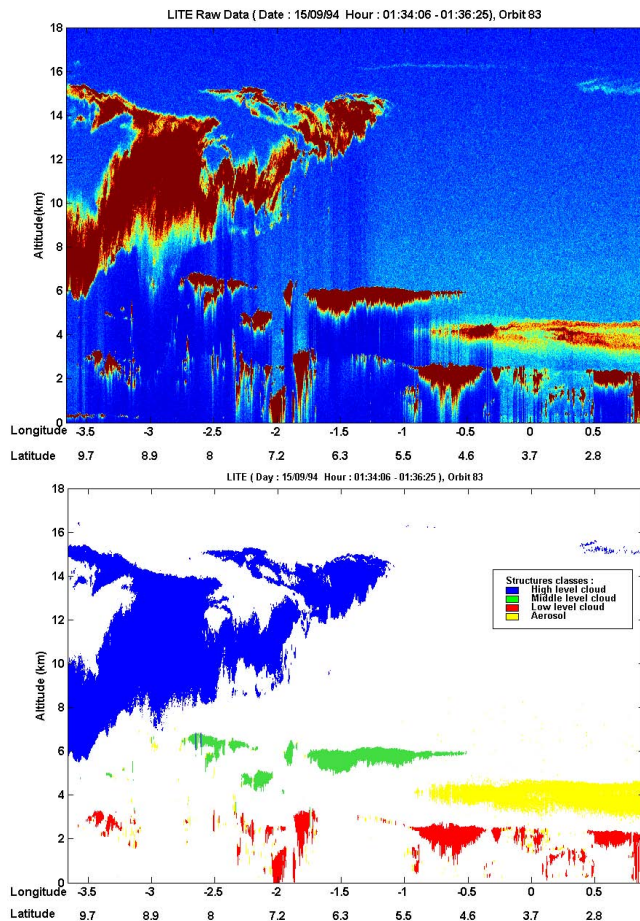 LITE Raw Data ( Date : 15/09/94 Hour : 01:34:06 - 01:36:25), Orbit 83
18
16
14
12
10
8
6
4
2
0
Altitude(km)
Longitude -3.5 -3 -2.5 -2 -1.5 -1 -0.5 0 0.5
Latitude 9.7 8.9 8 7.2 6.3 5.5 4.6 3.7 2.8
LITE ( Day : 15/09/94 Hour : 01:34:06 - 01:36:25 ), Orbit 83
18
16
14
12
10
8
6
4
2
0
Altitude (km)
Structures classes :
High level cloud
Middle level cloud
Low level cloud
Aerosol
Longitude -3.5 -3 -2.5 -2 -1.5 -1 -0.5 0 0.5
Latitude 9.7 8.9 8 7.2 6.3 5.5 4.6 3.7 2.8